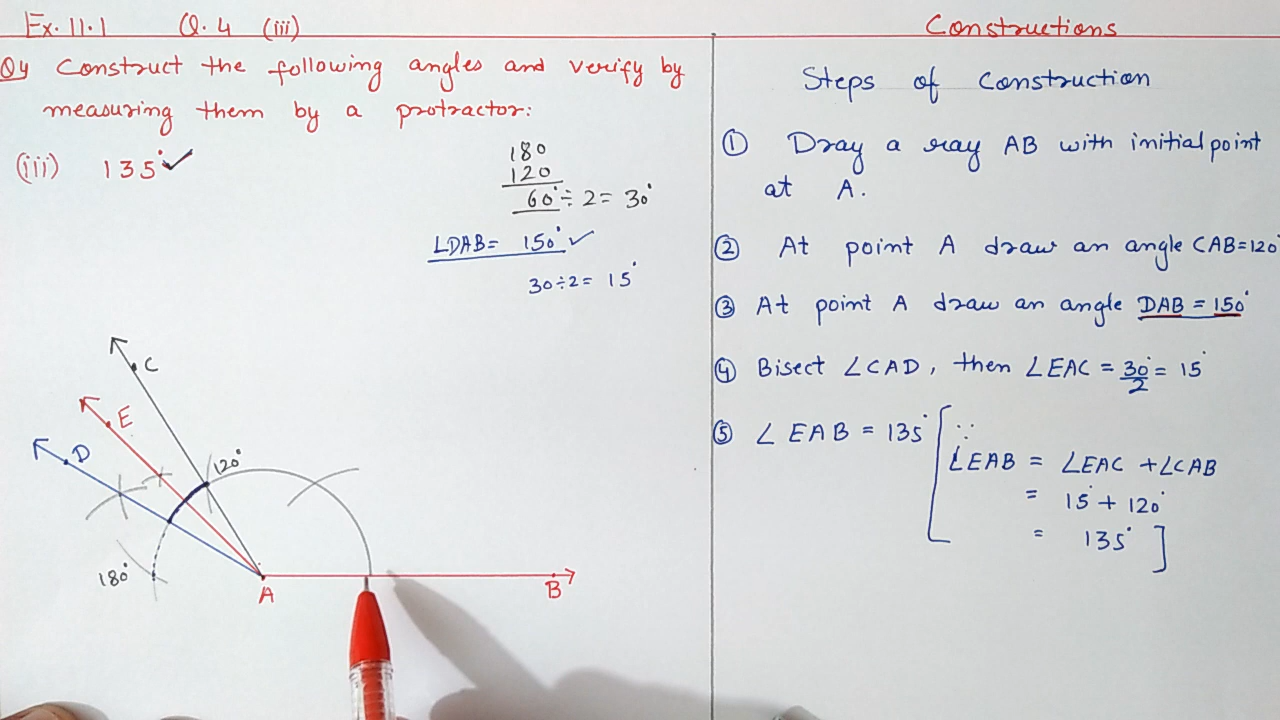 Ex. 11.1 Q. 4 (iii)
Q4 Construct the following angles and verify by
measuring them by a protractor:
(iii) 135° ✓
180
120
60° ÷ 2 = 30°
∠DAB = 150° ✓
30 ÷ 2 = 15°
C
E
D
120°
180°
A
B
Constructions
Steps of Construction
① Dray a ray AB with initial point
at A.
② At point A draw an angle CAB = 120°
③ At point A draw an angle DAB = 150°
④ Bisect ∠CAD, then ∠EAC = 30°/2 = 15°
⑤ ∠EAB = 135° [∵
∠EAB = ∠EAC + ∠CAB
= 15° + 120°
= 135° ]